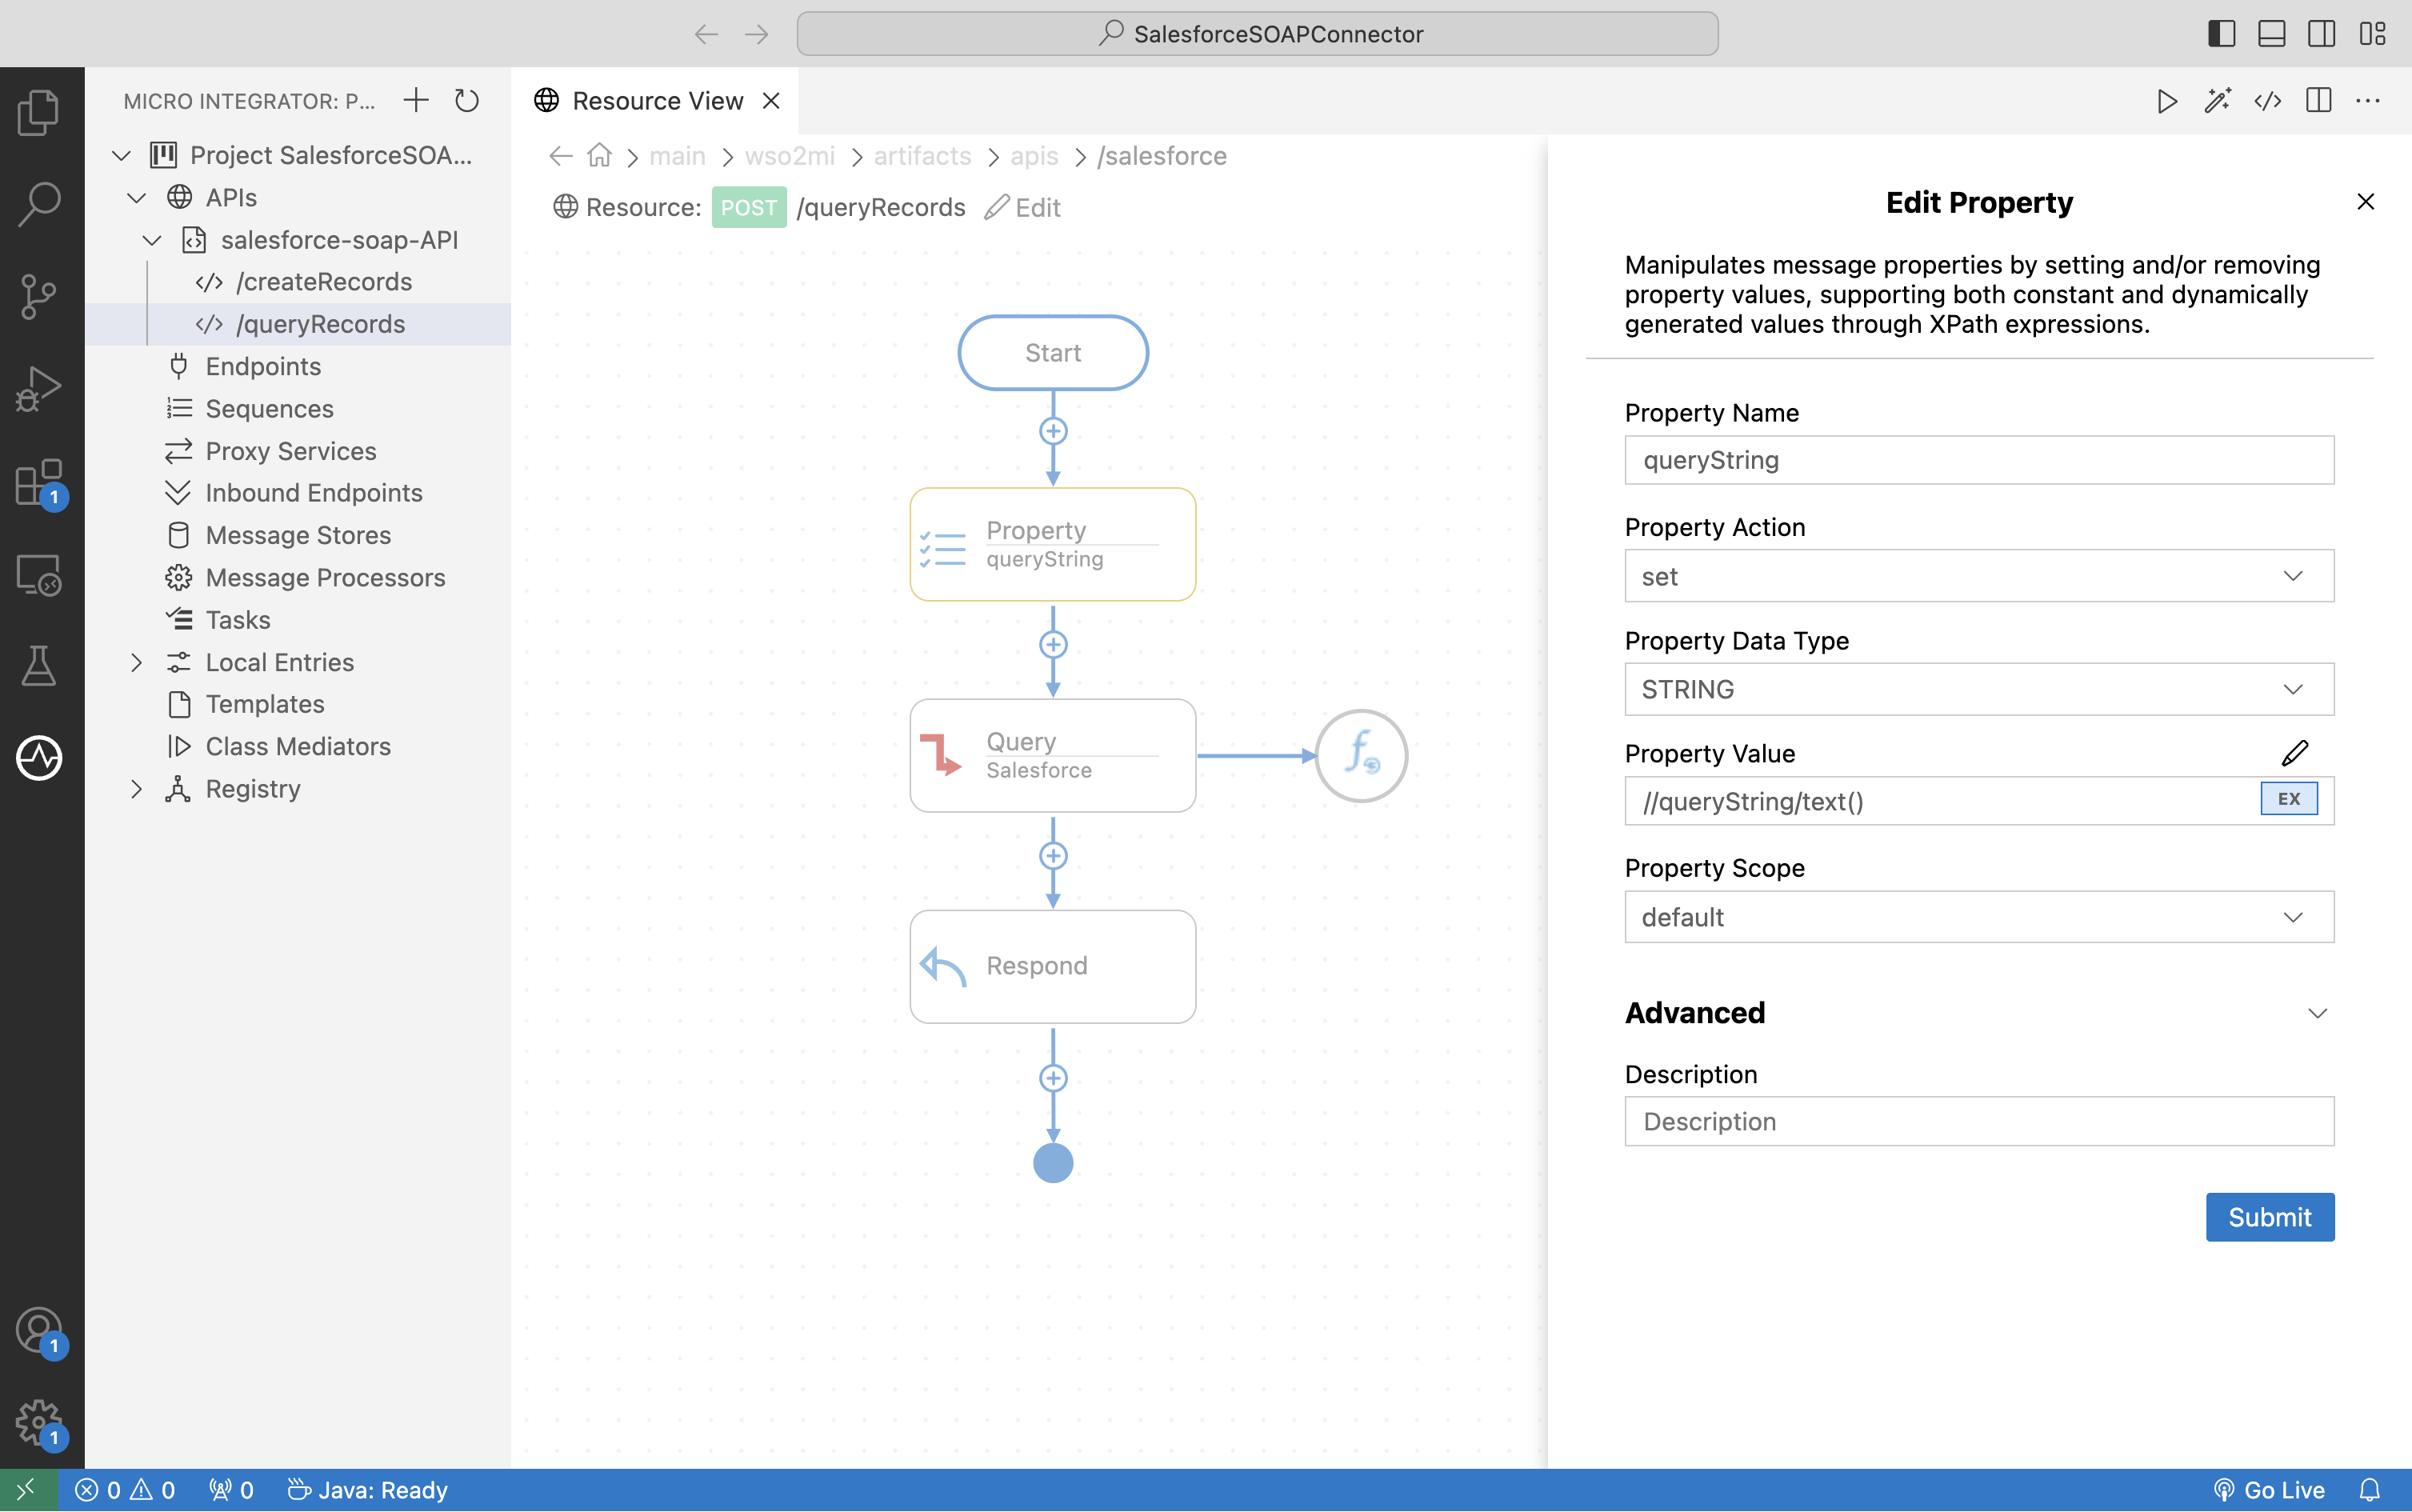 SalesforceSOAPConnector
MICRO INTEGRATOR: P...
Project SalesforceSOA...
APIs
salesforce-soap-API
/createRecords
/queryRecords
Endpoints
Sequences
Proxy Services
Inbound Endpoints
Message Stores
Message Processors
Tasks
Local Entries
Templates
Class Mediators
Registry
1
1
1
Resource View
main > wso2mi > artifacts > apis > /salesforce
Resource: POST /queryRecords Edit
Start
Property
queryString
Query
Salesforce
Respond
Edit Property
Manipulates message properties by setting and/or removing
property values, supporting both constant and dynamically
generated values through XPath expressions.
Property Name
queryString
Property Action
set
Property Data Type
STRING
Property Value
//queryString/text() EX
Property Scope
default
Advanced
Description
Description
Submit
0 0 0 Java: Ready Go Live